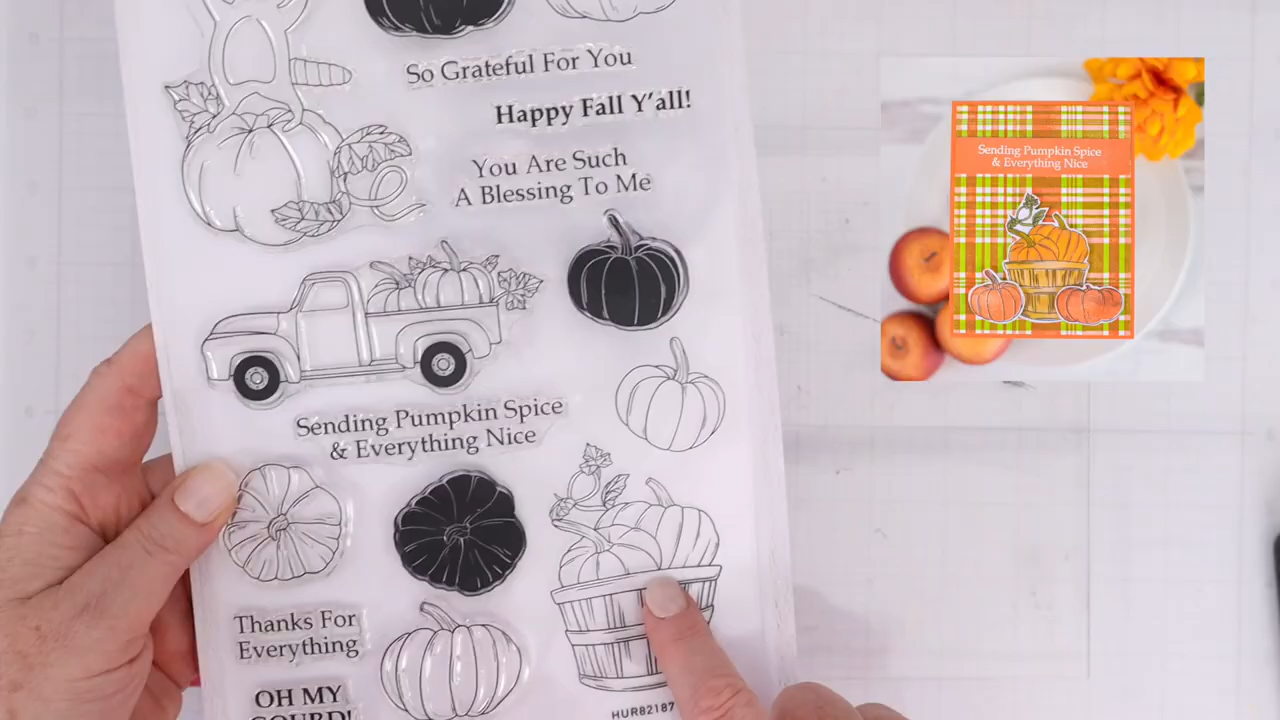 So Grateful For You
Happy Fall Y'all!
You Are Such
A Blessing To Me
Sending Pumpkin Spice
& Everything Nice
Thanks For
Everything
OH MY
GOURD!
HUR82187
Sending Pumpkin Spice
& Everything Nice